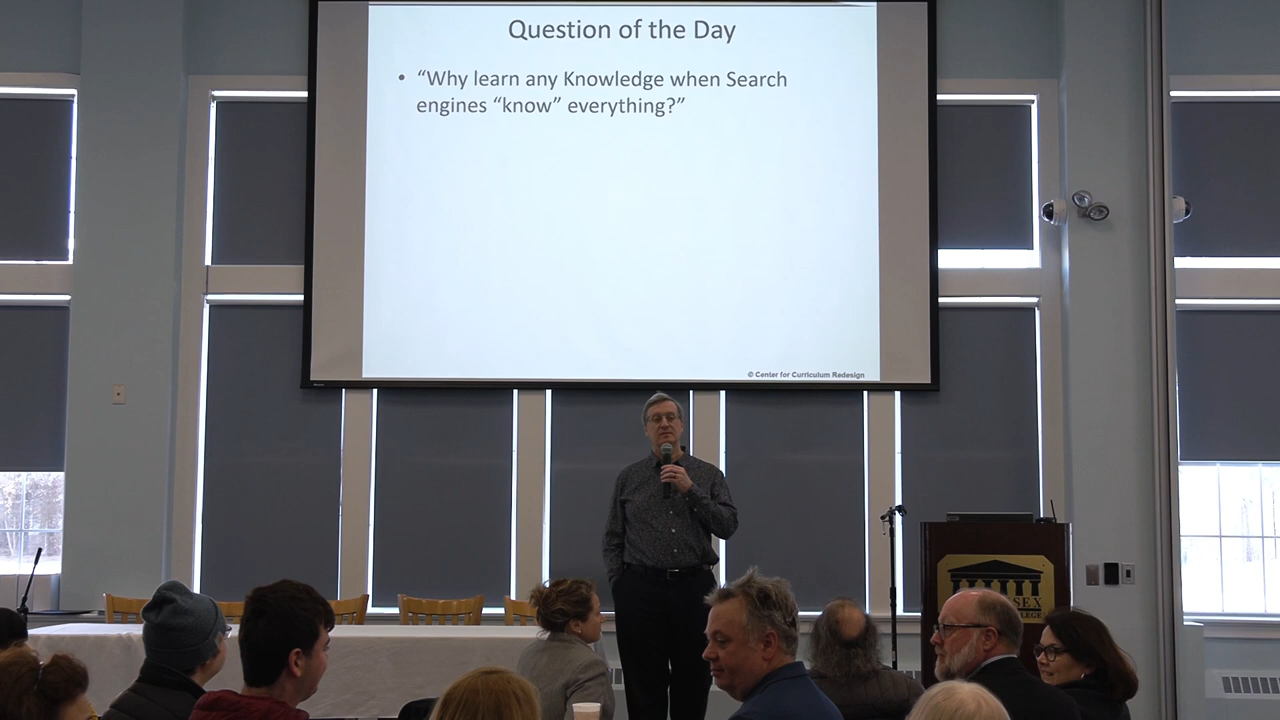 Question of the Day
• “Why learn any Knowledge when Search
engines “know” everything?”
© Center for Curriculum Redesign